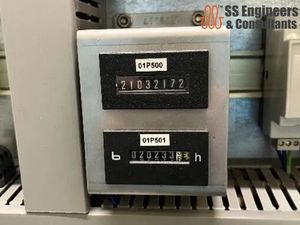 SS Engineers
& Consultants
01P500
21032172
01P501
h